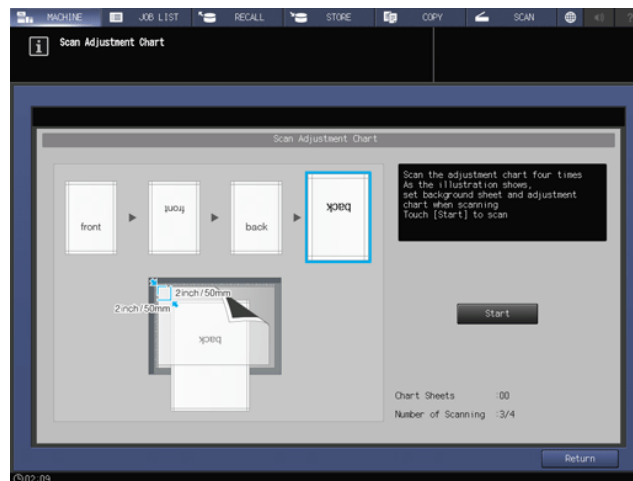 MACHINE
JOB LIST
RECALL
STORE
COPY
SCAN
?
i
Scan Adjustment Chart
Scan Adjustment Chart
front
front
back
back
Scan the adjustment chart four times
As the illustration shows,
set background sheet and adjustment
chart when scanning
Touch [Start] to scan
2inch/50mm
2inch/50mm
back
Start
Chart Sheets :00
Number of Scanning :3/4
Return
02:09